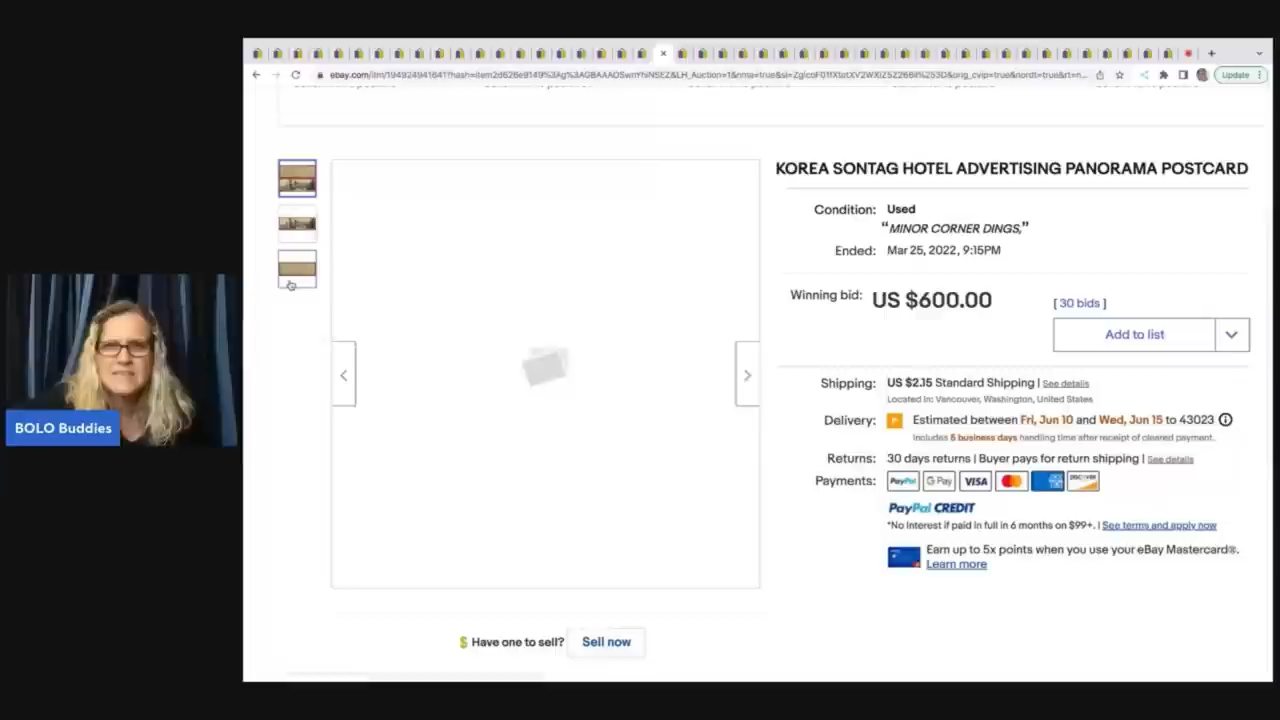 Update
KOREA SONTAG HOTEL ADVERTISING PANORAMA POSTCARD
Condition: Used
“MINOR CORNER DINGS,”
Ended: Mar 25, 2022, 9:15PM
Winning bid: US $600.00 [ 30 bids ]
Add to list
Shipping: US $2.15 Standard Shipping | See details
Located in: Vancouver, Washington, United States
Delivery: Estimated between Fri, Jun 10 and Wed, Jun 15 to 43023
Includes 5 business days handling time after receipt of cleared payment.
Returns: 30 days returns | Buyer pays for return shipping | See details
Payments: PayPal G Pay VISA DISCOVER
PayPal CREDIT
*No Interest if paid in full in 6 months on $99+. | See terms and apply now
Earn up to 5x points when you use your eBay Mastercard®.
Learn more
$ Have one to sell? Sell now
BOLO Buddies